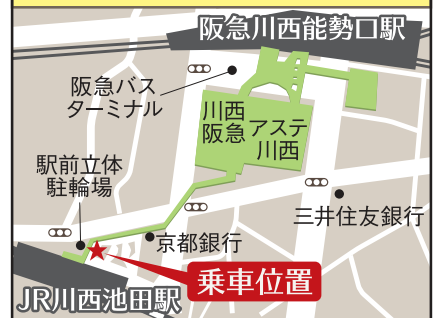 阪急川西能勢口駅
阪急バス
ターミナル
川西
阪急
アステ
川西
駅前立体
駐輪場
三井住友銀行
京都銀行
乗車位置
JR川西池田駅